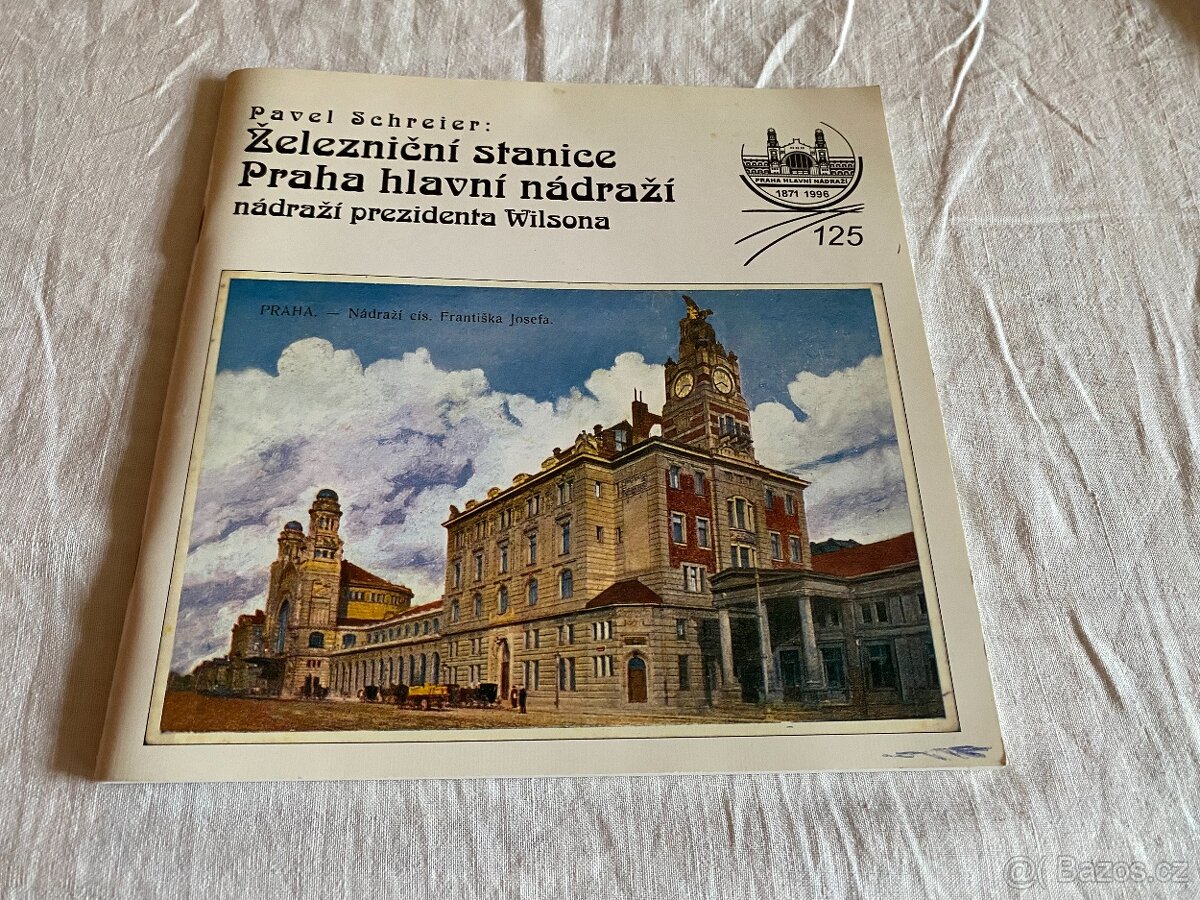 Pavel Schreier:
Železniční stanice
Praha hlavní nádraží
nádraží prezidenta Wilsona
PRAHA HLAVNÍ NÁDRAŽÍ
1871 1996
125
PRAHA. — Nádraží cís. Františka Josefa.
@( Bazos.cz